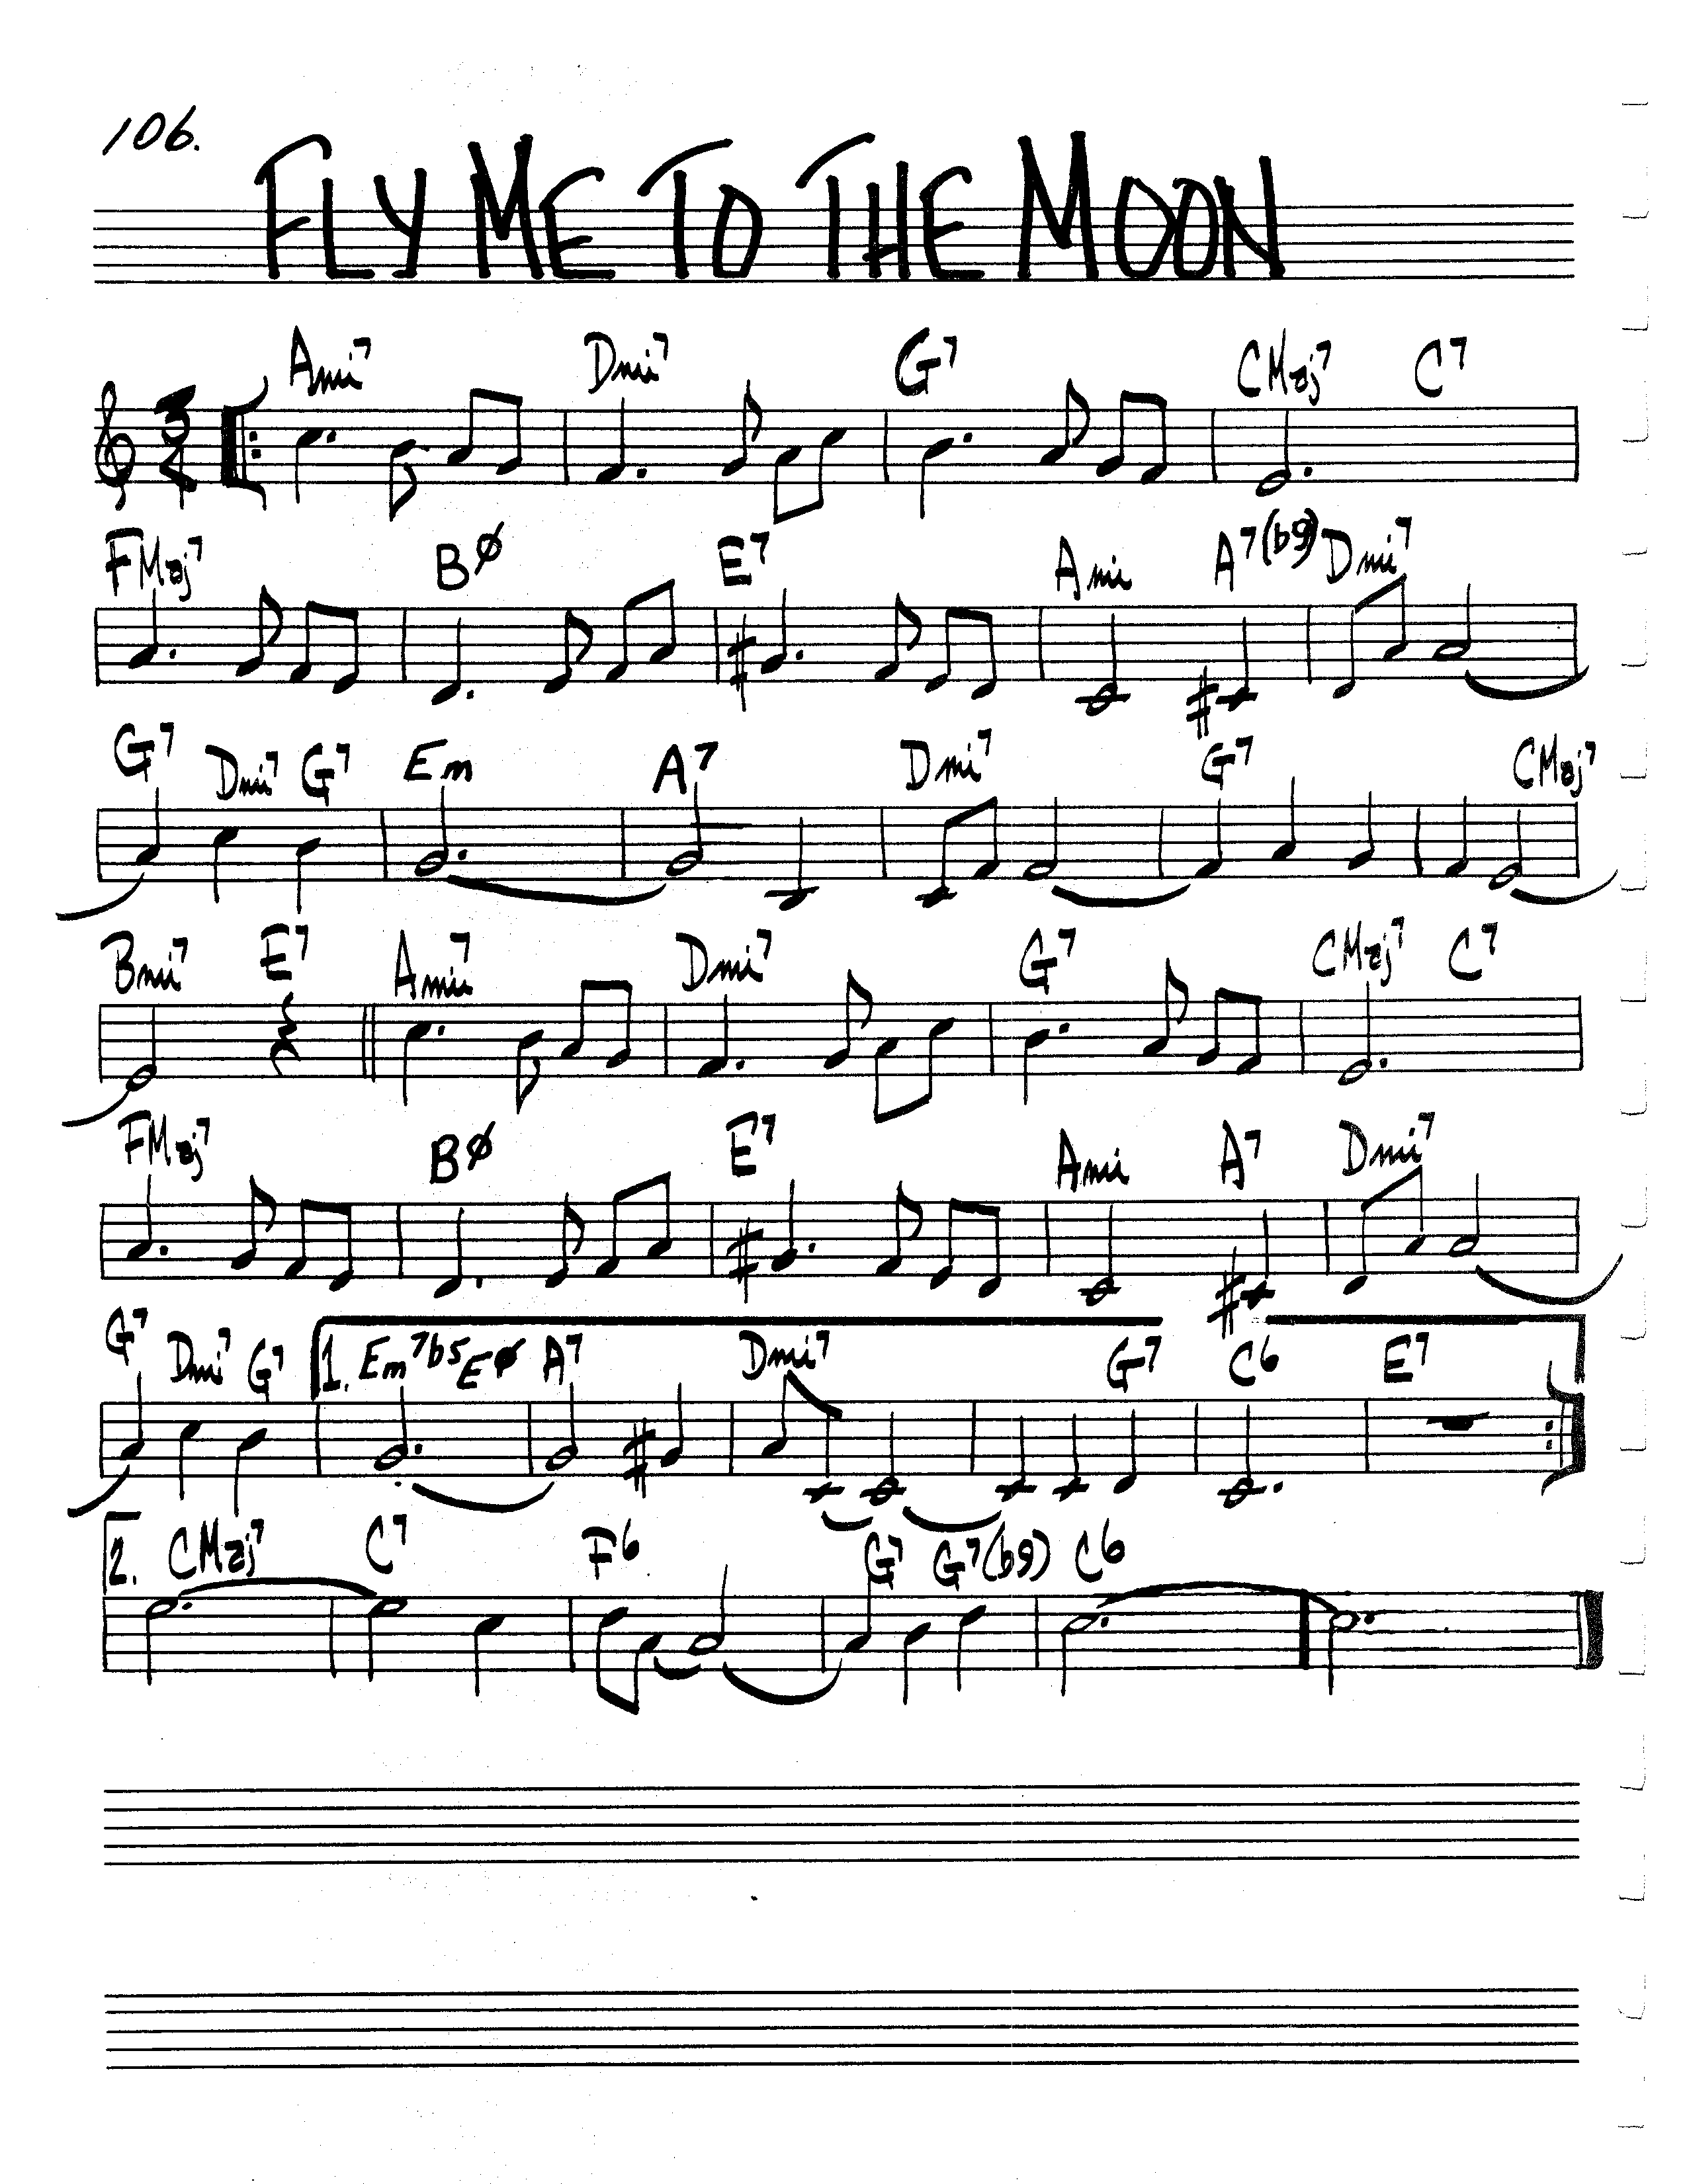 106.
FLY ME TO THE MOON
Ami7 Dmi7 G7 CMaj7 C7
3
4
FMaj7 BØ E7 Ami A7(b9) Dmi7
G7 Dmi7 G7 Em A7 Dmi7 G7 CMaj7
Bmi7 E7 Ami7 Dmi7 G7 CMaj7 C7
FMaj7 BØ E7 Ami A7 Dmi7
G7 Dmi7 G7 1. Em7b5 EØ A7 Dmi7 G7 C6 E7
2. CMaj7 C7 F6 G7 G7(b9) C6